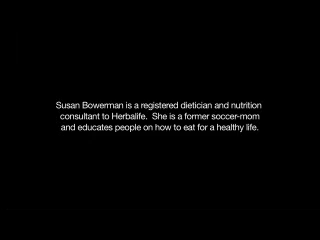 Susan Bowerman is a registered dietician and nutrition
consultant to Herbalife. She is a former soccer-mom
and educates people on how to eat for a healthy life.